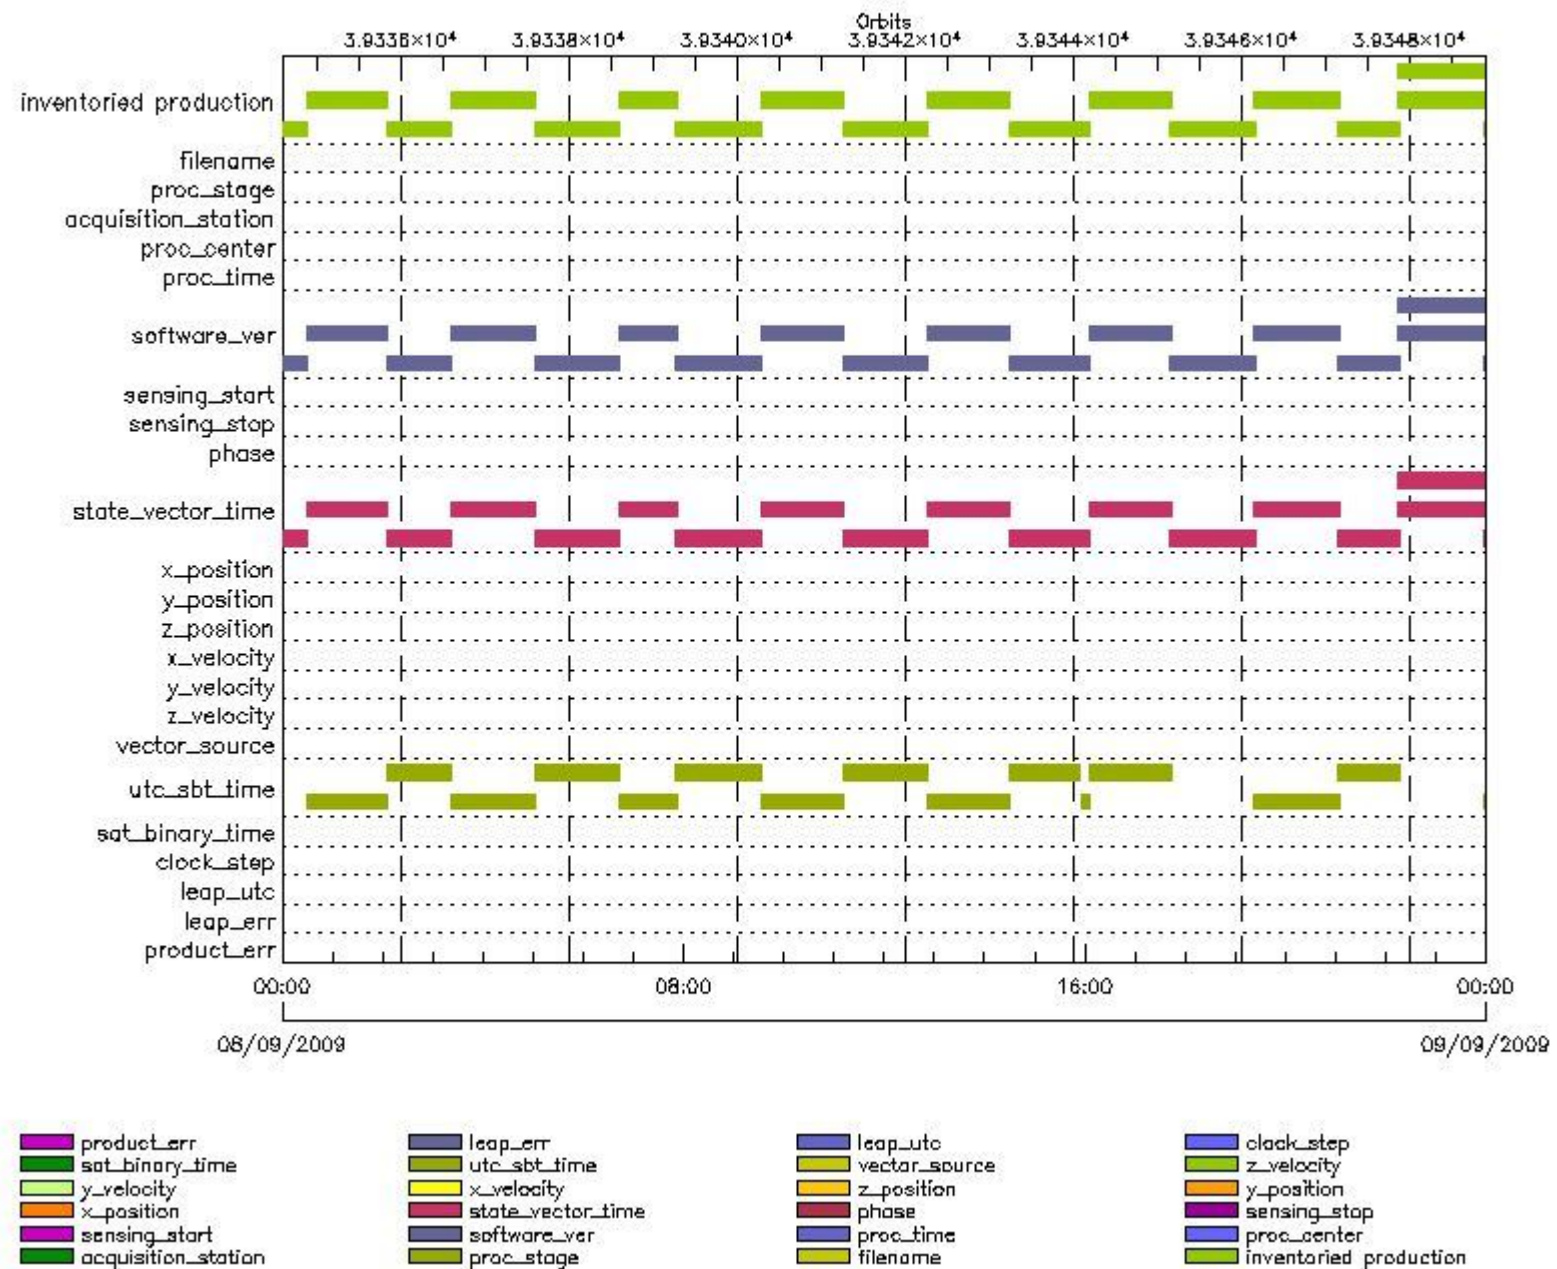 Orbits
3.9336×10⁴ 3.9338×10⁴ 3.9340×10⁴ 3.9342×10⁴ 3.9344×10⁴ 3.9346×10⁴ 3.9348×10⁴
inventoried production
filename
proc_stage
acquisition_station
proc_center
proc_time
software_ver
sensing_start
sensing_stop
phase
state_vector_time
x_position
y_position
z_position
x_velocity
y_velocity
z_velocity
vector_source
utc_sbt_time
sat_binary_time
clock_step
leap_utc
leap_err
product_err
00:00 08:00 16:00 00:00
08/09/2009 09/09/2009
product_err leap_err leap_utc clock_step
sat_binary_time utc_sbt_time vector_source z_velocity
y_velocity x_velocity z_position y_position
x_position state_vector_time phase sensing_stop
sensing_start software_ver proc_time proc_center
acquisition_station proc_stage filename inventoried production